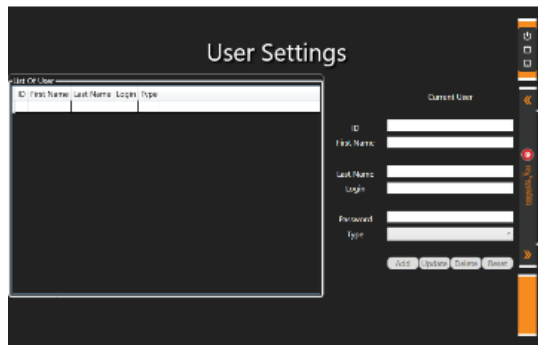 User Settings
List Of User
ID First Name Last Name Login Type
Current User
ID
First Name
Last Name
Login
Password
Type
Add Update Delete Reset